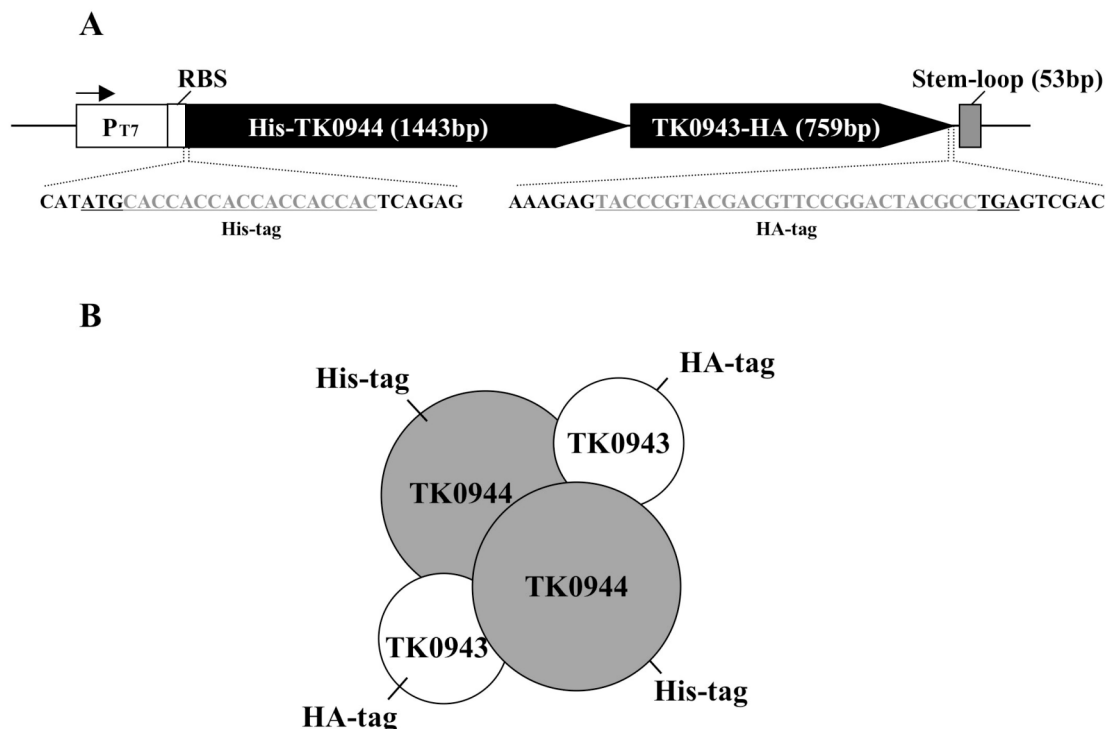 A
RBS
Stem-loop (53bp)
PT7
His-TK0944 (1443bp)
TK0943-HA (759bp)
CATATGCACCACCACCACCACCACTCAGAG
AAAGAGTACCCGTACGACGTTCCGGACTACGCCTGAGTCGAC
His-tag
HA-tag
B
His-tag
HA-tag
TK0943
TK0944
TK0944
TK0943
His-tag
HA-tag